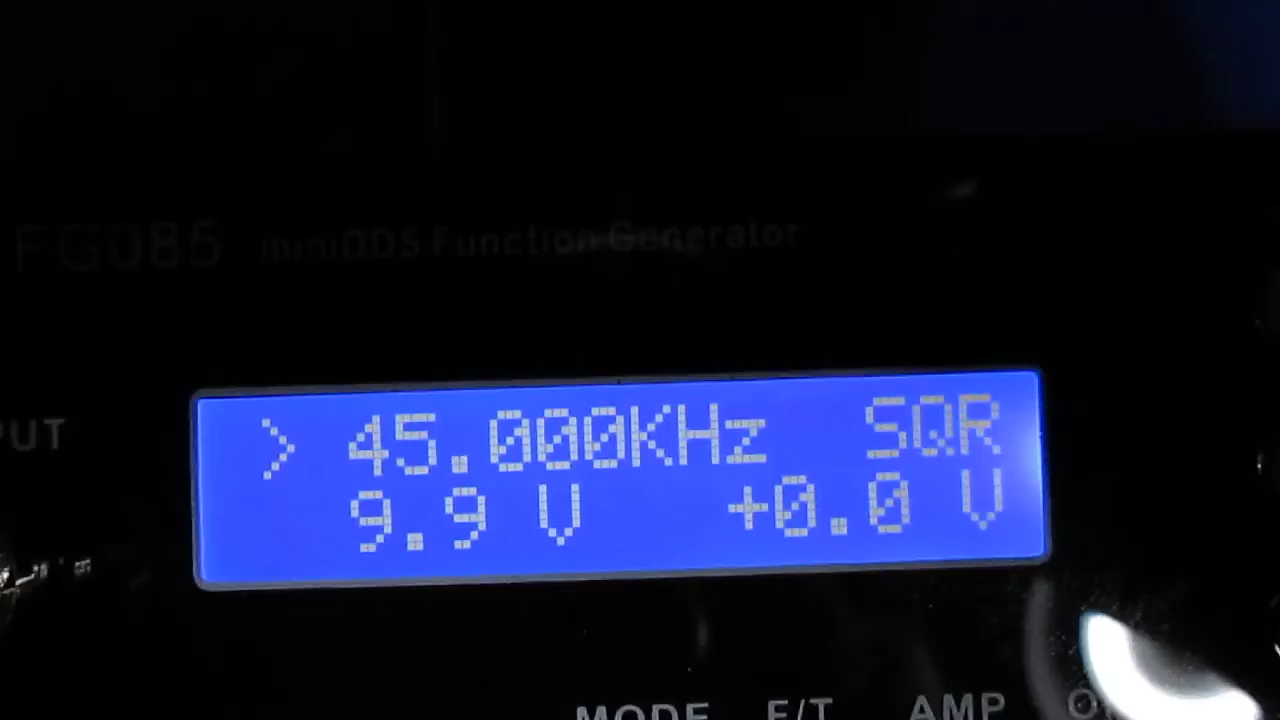 FG085 miniDDS Function Generator
PUT
> 45.000KHz SQR
9.9 V +0.0 V
MODE F/T AMP